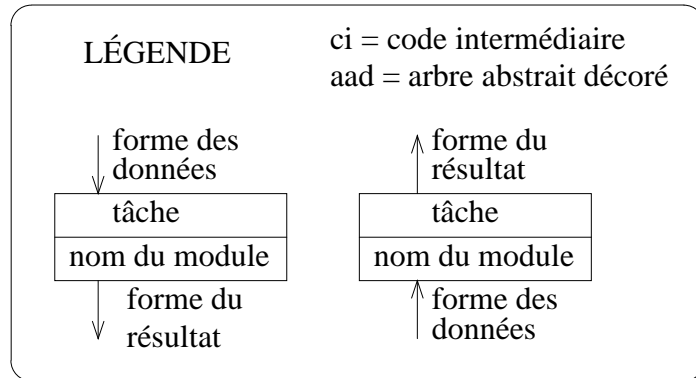 LÉGENDE
ci = code intermédiaire
aad = arbre abstrait décoré
forme des
données
tâche
nom du module
forme du
résultat
forme du
résultat
tâche
nom du module
forme des
données